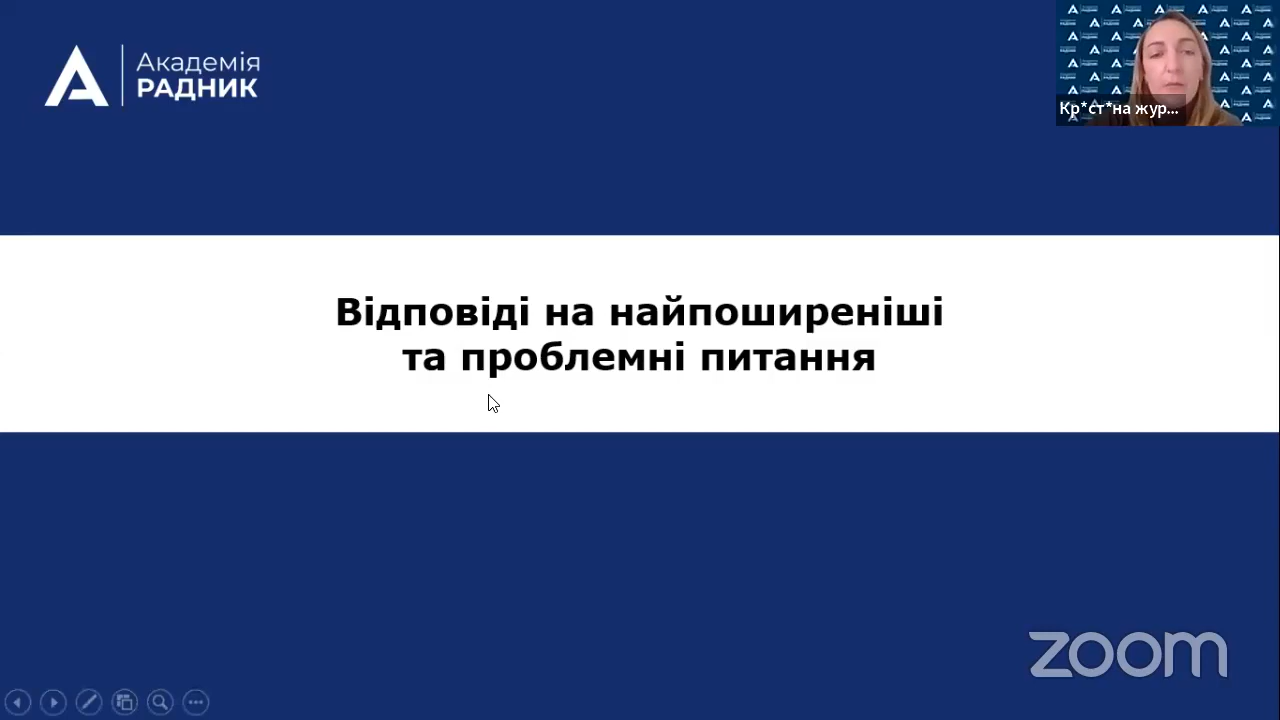 Академія
РАДНИК
Кр*ст*на жур...
Відповіді на найпоширеніші
та проблемні питання
zoom